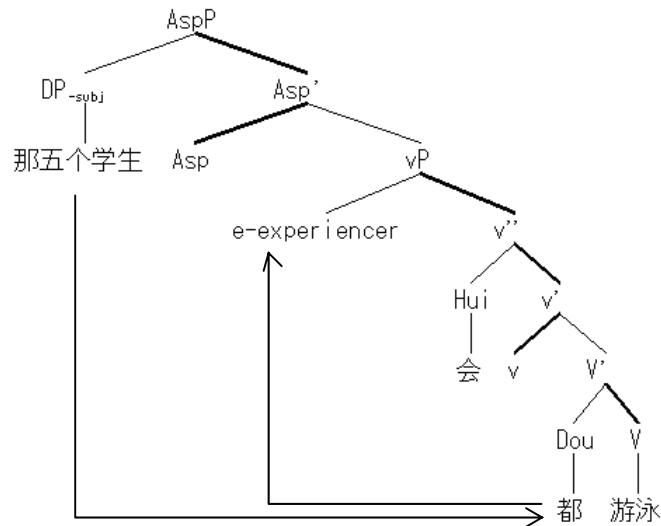 AspP
DP-subj Asp'
那五个学生 Asp vP
e-experiencer v''
Hui v'
会 v V'
Dou V
都 游泳